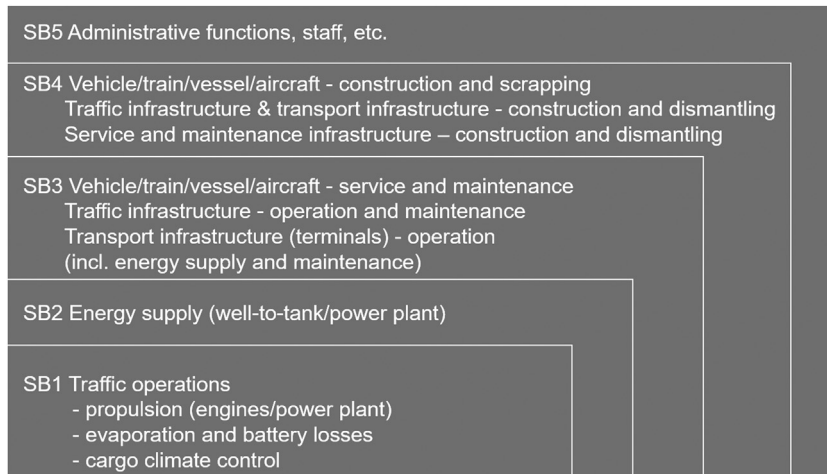 SB5 Administrative functions, staff, etc.
SB4 Vehicle/train/vessel/aircraft - construction and scrapping
Traffic infrastructure & transport infrastructure - construction and dismantling
Service and maintenance infrastructure – construction and dismantling
SB3 Vehicle/train/vessel/aircraft - service and maintenance
Traffic infrastructure - operation and maintenance
Transport infrastructure (terminals) - operation
(incl. energy supply and maintenance)
SB2 Energy supply (well-to-tank/power plant)
SB1 Traffic operations
- propulsion (engines/power plant)
- evaporation and battery losses
- cargo climate control